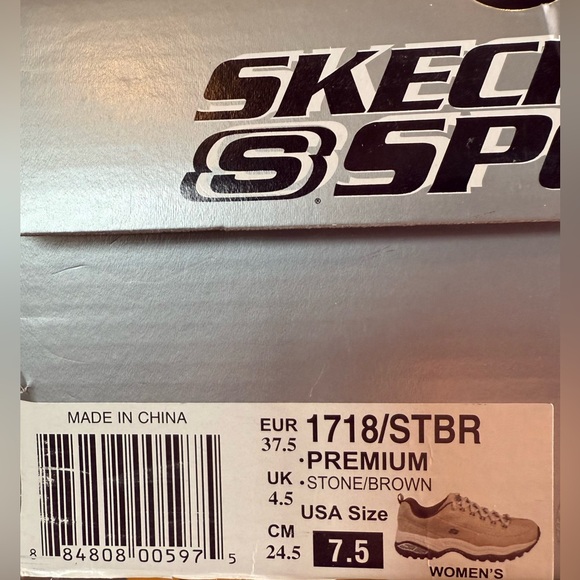 SKECH
S SPO
®
MADE IN CHINA
8 84808 00597 5
EUR
37.5
UK
4.5
CM
24.5
1718/STBR
·PREMIUM
·STONE/BROWN
USA Size
7.5
WOMEN'S